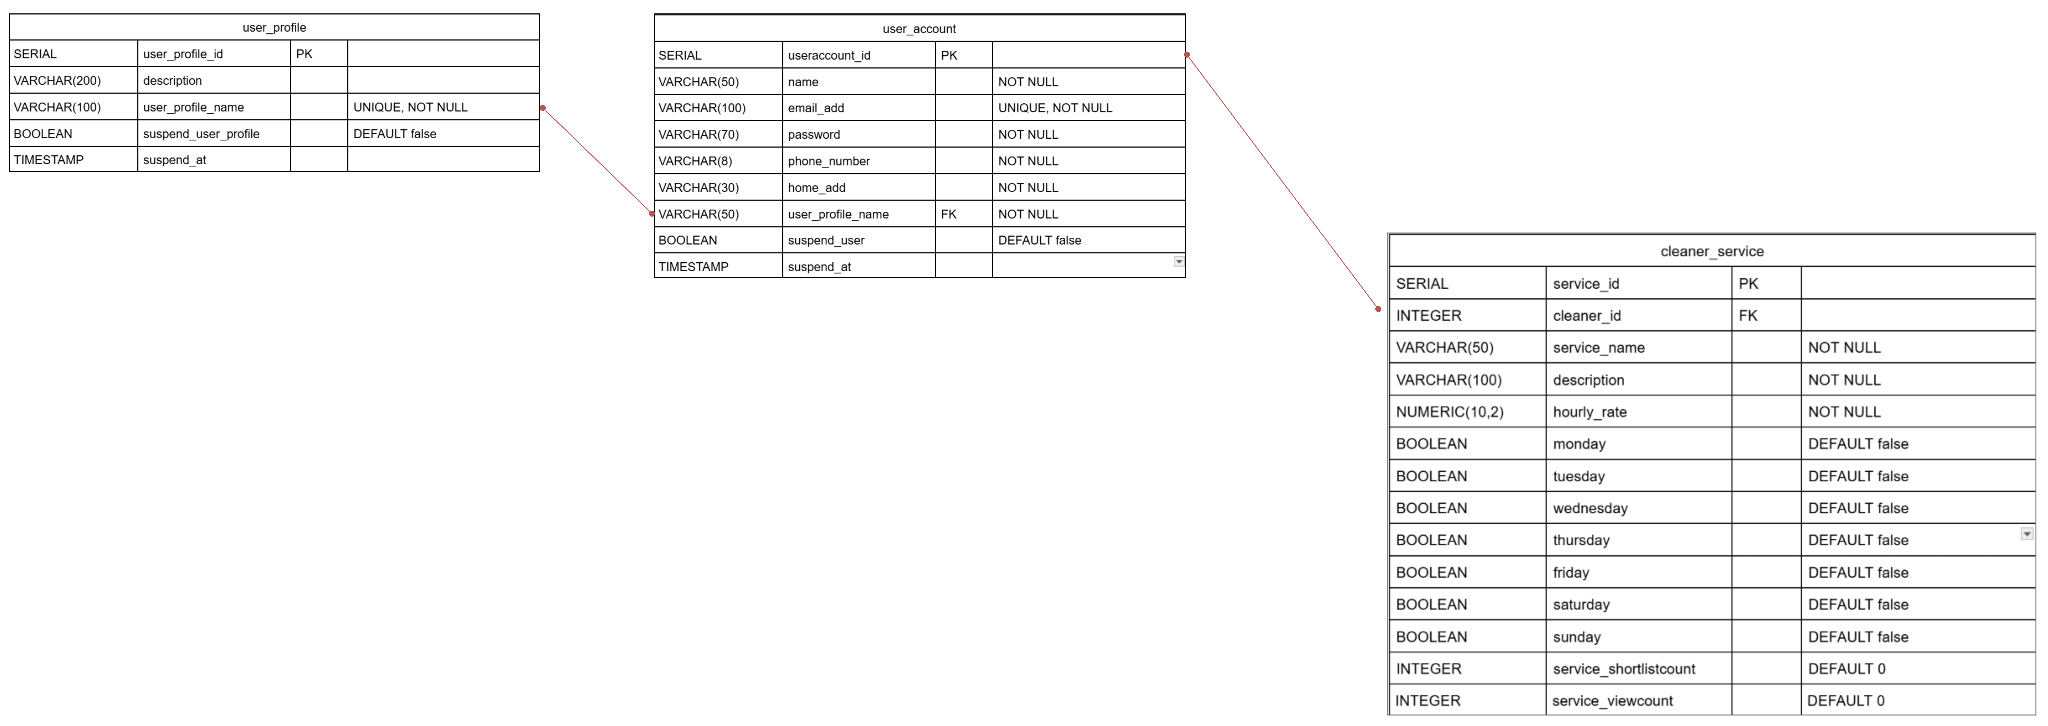 user_profile
SERIAL user_profile_id PK
VARCHAR(200) description
VARCHAR(100) user_profile_name UNIQUE, NOT NULL
BOOLEAN suspend_user_profile DEFAULT false
TIMESTAMP suspend_at
user_account
SERIAL useraccount_id PK
VARCHAR(50) name NOT NULL
VARCHAR(100) email_add UNIQUE, NOT NULL
VARCHAR(70) password NOT NULL
VARCHAR(8) phone_number NOT NULL
VARCHAR(30) home_add NOT NULL
VARCHAR(50) user_profile_name FK NOT NULL
BOOLEAN suspend_user DEFAULT false
TIMESTAMP suspend_at
cleaner_service
SERIAL service_id PK
INTEGER cleaner_id FK
VARCHAR(50) service_name NOT NULL
VARCHAR(100) description NOT NULL
NUMERIC(10,2) hourly_rate NOT NULL
BOOLEAN monday DEFAULT false
BOOLEAN tuesday DEFAULT false
BOOLEAN wednesday DEFAULT false
BOOLEAN thursday DEFAULT false
BOOLEAN friday DEFAULT false
BOOLEAN saturday DEFAULT false
BOOLEAN sunday DEFAULT false
INTEGER service_shortlistcount DEFAULT 0
INTEGER service_viewcount DEFAULT 0